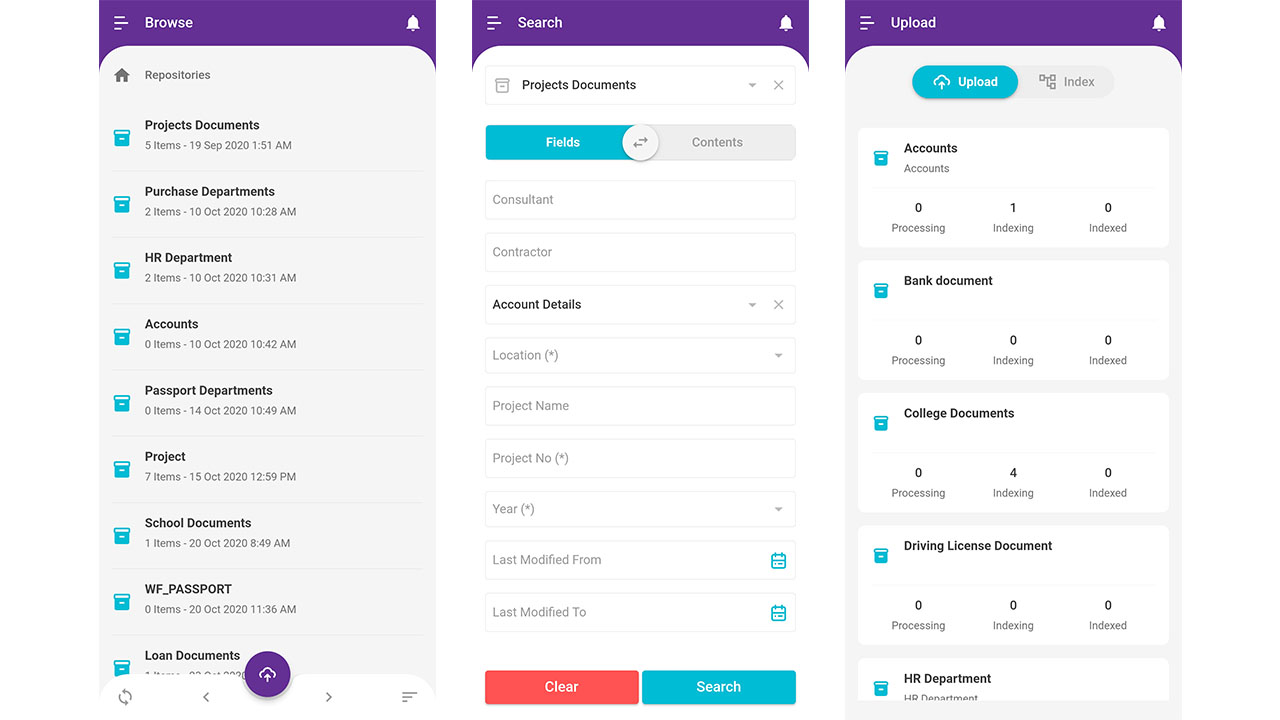 Browse
Repositories
Projects Documents
5 Items - 19 Sep 2020 1:51 AM
Purchase Departments
2 Items - 10 Oct 2020 10:28 AM
HR Department
2 Items - 10 Oct 2020 10:31 AM
Accounts
0 Items - 10 Oct 2020 10:42 AM
Passport Departments
0 Items - 14 Oct 2020 10:49 AM
Project
7 Items - 15 Oct 2020 12:59 PM
School Documents
1 Items - 20 Oct 2020 8:49 AM
WF_PASSPORT
0 Items - 20 Oct 2020 11:36 AM
Loan Documents
Search
Projects Documents
Fields Contents
Consultant
Contractor
Account Details
Location (*)
Project Name
Project No (*)
Year (*)
Last Modified From
Last Modified To
Clear Search
Upload
Upload Index
Accounts
Accounts
0 1 0
Processing Indexing Indexed
Bank document
0 0 0
Processing Indexing Indexed
College Documents
0 4 0
Processing Indexing Indexed
Driving License Document
0 0 0
Processing Indexing Indexed
HR Department
HR Department